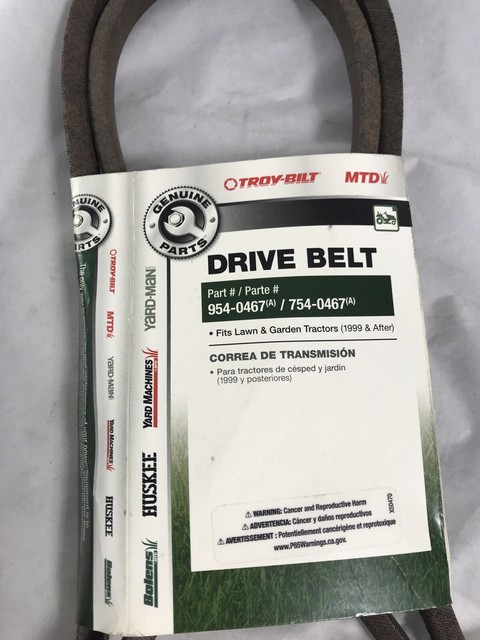 TROY-BILT MTD
GENUINE PARTS
DRIVE BELT
Part # / Parte #
954-0467(A) / 754-0467(A)
• Fits Lawn & Garden Tractors (1999 & After)
CORREA DE TRANSMISIÓN
• Para tractores de césped y jardin
(1999 y posteriores)
WARNING: Cancer and Reproductive Harm
ADVERTENCIA: Cáncer y daños reproductivos
AVERTISSEMENT : Potentiellement cancérigène et reprotoxique
www.P65Warnings.ca.gov.
YARD-MAN
YARD MACHINES
HUSKEE
Bolens
GENUINE PARTS
TROY-BILT
MTD
YARD-MAN
YARD MACHINES
HUSKEE
Bolens